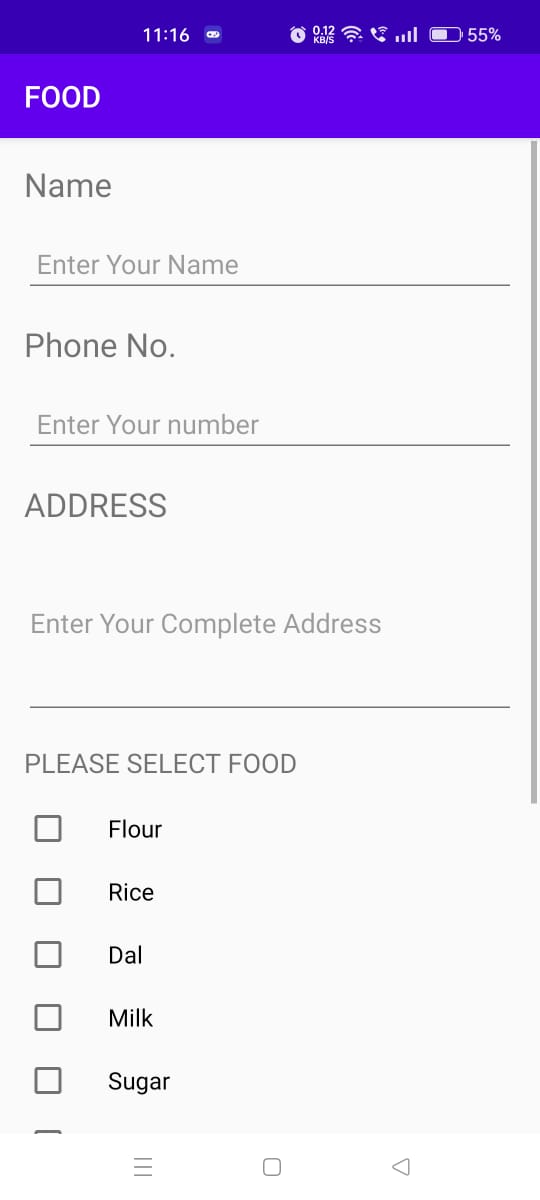 11:16 0.12 KB/S 55%
FOOD
Name
Enter Your Name
Phone No.
Enter Your number
ADDRESS
Enter Your Complete Address
PLEASE SELECT FOOD
Flour
Rice
Dal
Milk
Sugar